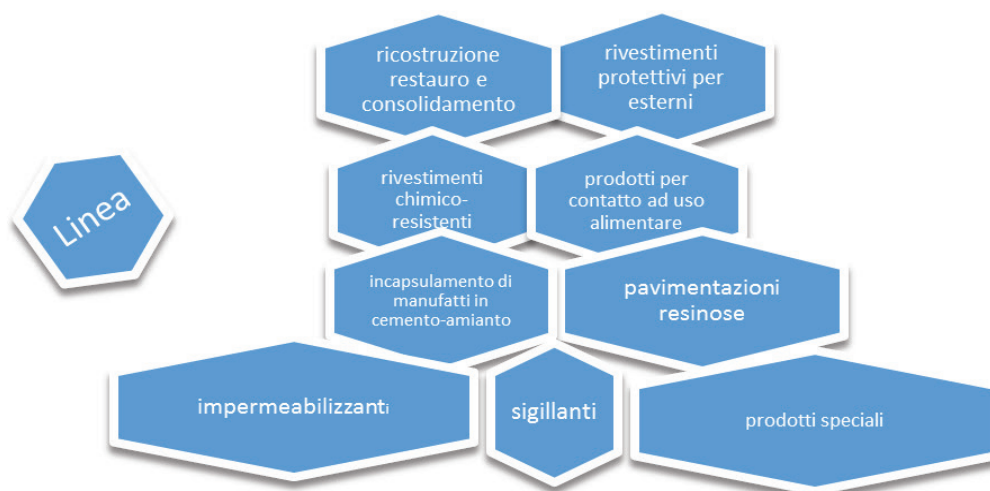 ricostruzione
restauro e
consolidamento
rivestimenti
protettivi per
esterni
Linea
rivestimenti
chimico-
resistenti
prodotti per
contatto ad uso
alimentare
incapsulamento di
manufatti in
cemento-amianto
pavimentazioni
resinose
impermeabilizzanti
sigillanti
prodotti speciali